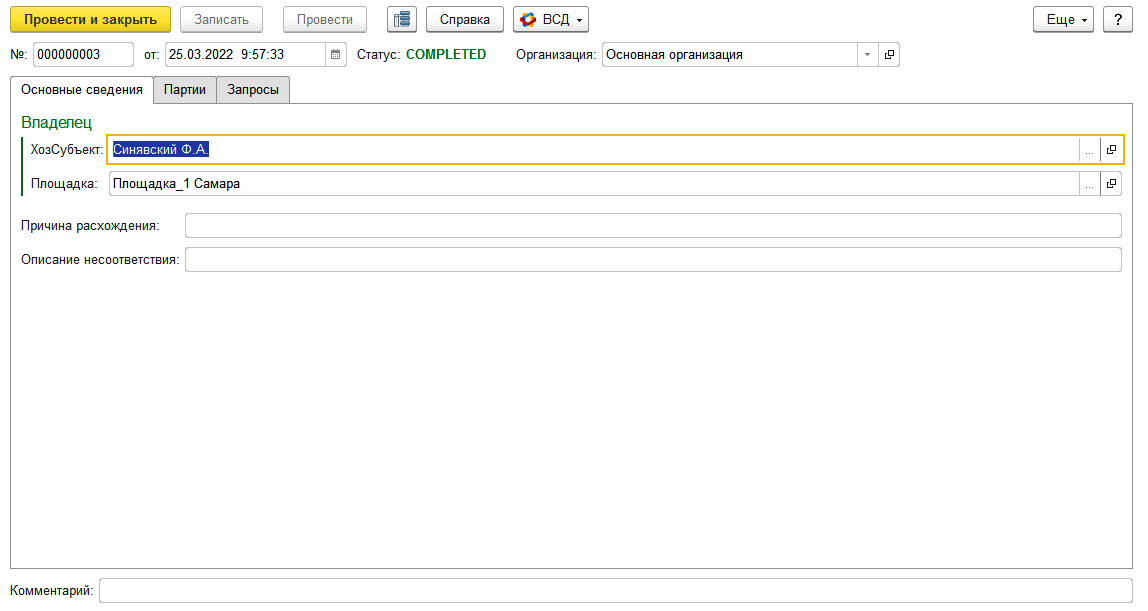 Провести и закрыть Записать Провести Справка ВСД Еще ?
№: 000000003 от: 25.03.2022 9:57:33 Статус: COMPLETED Организация: Основная организация
Основные сведения Партии Запросы
Владелец
ХозСубъект: Синявский Ф.А. ...
Площадка: Площадка_1 Самара ...
Причина расхождения:
Описание несоответствия:
Комментарий: